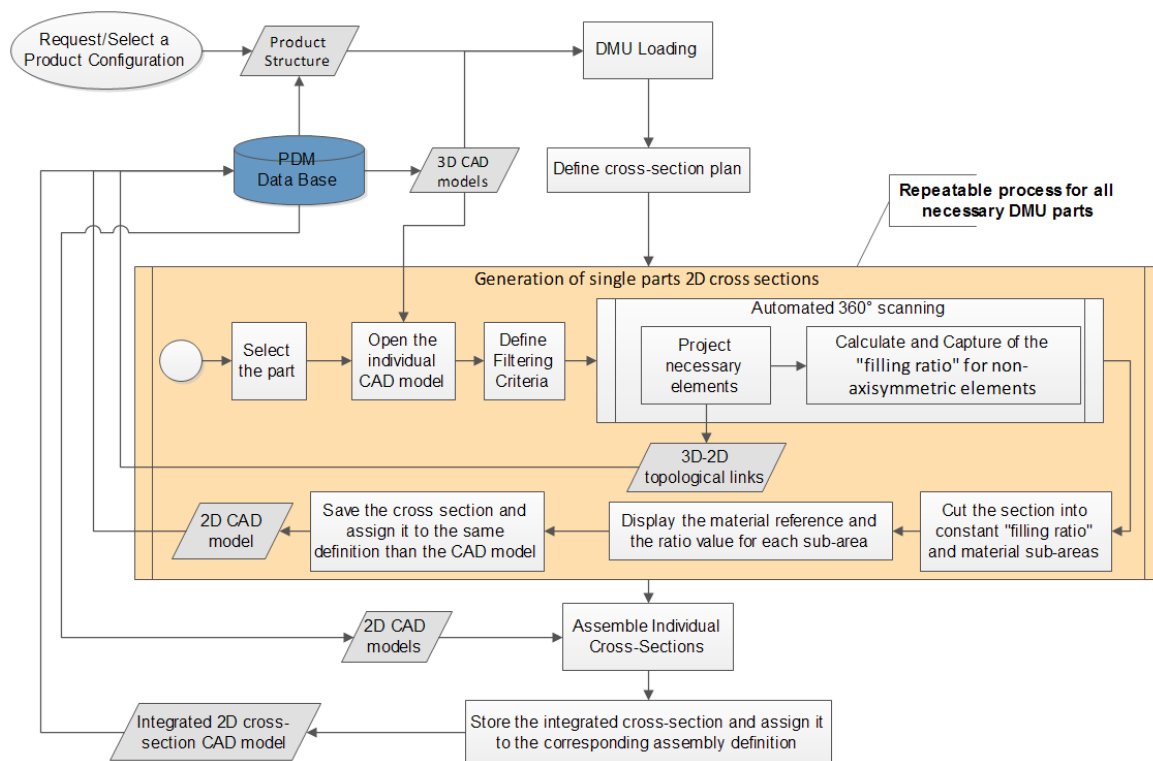 Request/Select a
Product Configuration
Product
Structure
DMU Loading
PDM
Data Base
3D CAD
models
Define cross-section plan
Repeatable process for all
necessary DMU parts
Generation of single parts 2D cross sections
Automated 360° scanning
Select
the part
Open the
individual
CAD model
Define
Filtering
Criteria
Project
necessary
elements
Calculate and Capture of the
"filling ratio" for non-
axisymmetric elements
3D-2D
topological links
2D CAD
model
Save the cross section and
assign it to the same
definition than the CAD model
Display the material reference and
the ratio value for each sub-area
Cut the section into
constant "filling ratio"
and material sub-areas
2D CAD
models
Assemble Individual
Cross-Sections
Integrated 2D cross-
section CAD model
Store the integrated cross-section and assign it
to the corresponding assembly definition